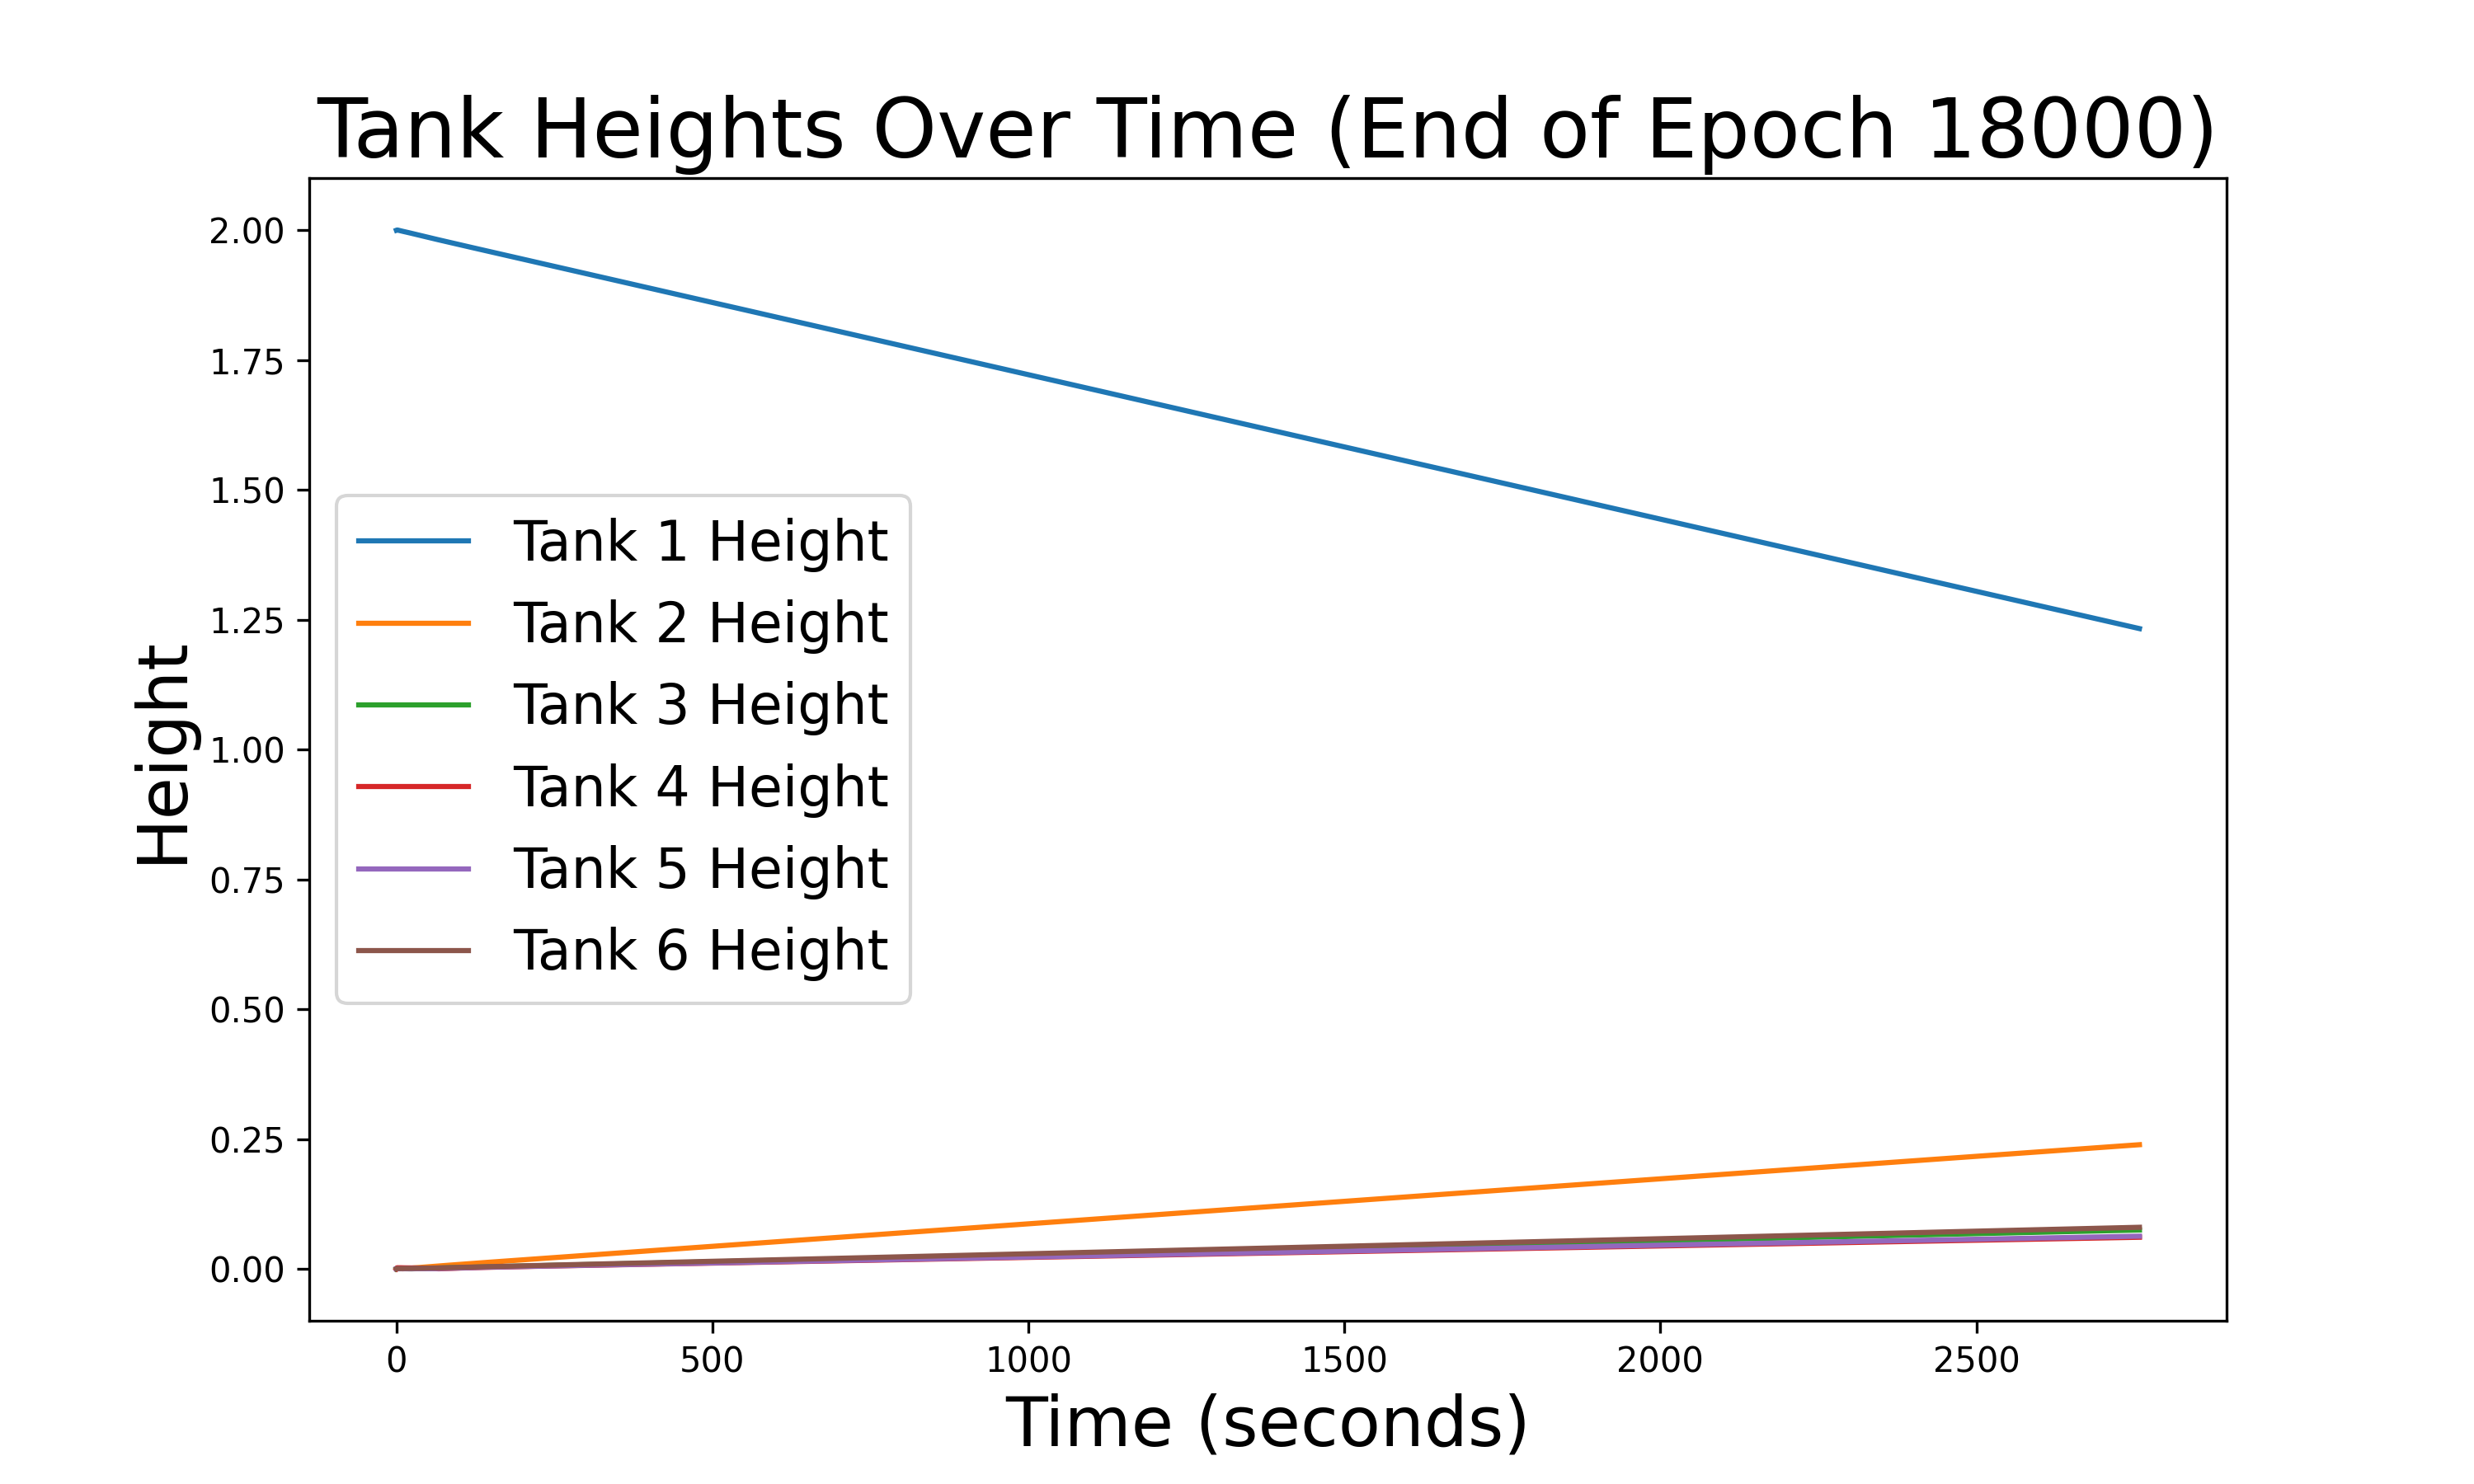 Tank Heights Over Time (End of Epoch 18000)
2.00
1.75
1.50
1.25
1.00
0.75
0.50
0.25
0.00
Height
Tank 1 Height
Tank 2 Height
Tank 3 Height
Tank 4 Height
Tank 5 Height
Tank 6 Height
0 500 1000 1500 2000 2500
Time (seconds)